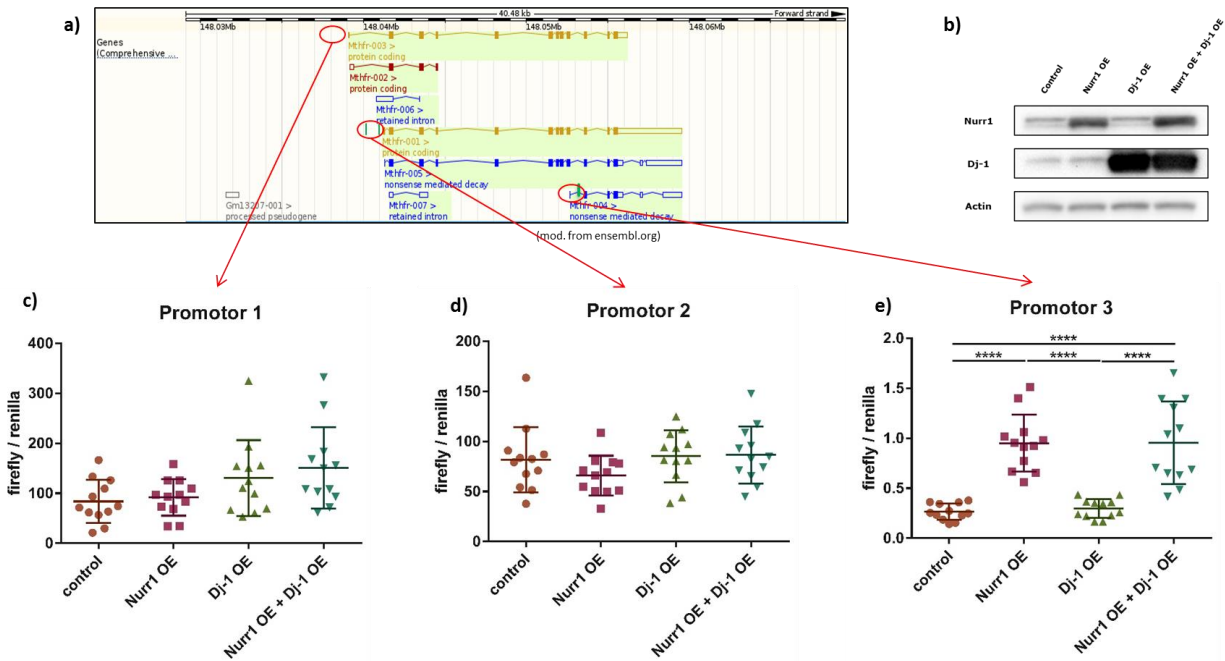 a)
40.48 kb
Forward strand
148.03Mb
148.04Mb
148.05Mb
148.06Mb
Genes
(Comprehensive ...
Mthfr-003 >
protein coding
Mthfr-002 >
protein coding
Mthfr-006 >
retained intron
Mthfr-001 >
protein coding
Mthfr-005 >
nonsense mediated decay
Gm13207-001 >
processed pseudogene
Mthfr-007 >
retained intron
Mthfr-004 >
nonsense mediated decay
(mod. from ensembl.org)
b)
Control
Nurr1 OE
Dj-1 OE
Nurr1 OE + Dj-1 OE
Nurr1
Dj-1
Actin
c)
Promotor 1
firefly / renilla
400
300
200
100
0
control
Nurr1 OE
Dj-1 OE
Nurr1 OE + Dj-1 OE
d)
Promotor 2
firefly / renilla
200
150
100
50
0
control
Nurr1 OE
Dj-1 OE
Nurr1 OE + Dj-1 OE
e)
Promotor 3
firefly / renilla
2.0
1.5
1.0
0.5
0.0
****
**** **** ****
control
Nurr1 OE
Dj-1 OE
Nurr1 OE + Dj-1 OE